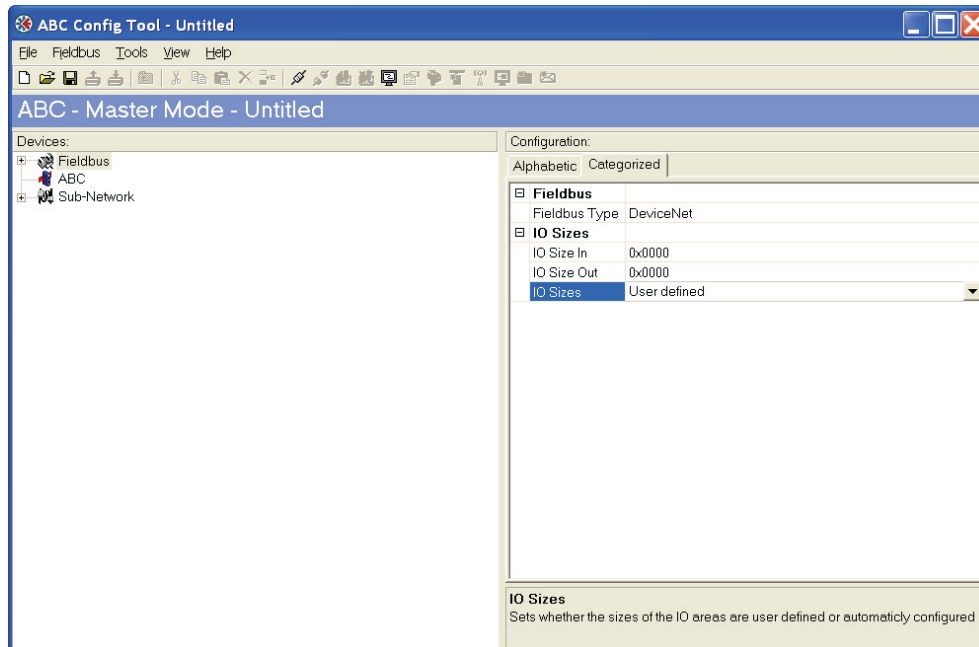 ABC Config Tool - Untitled
File Fieldbus Tools View Help
ABC - Master Mode - Untitled
Devices:
Fieldbus
ABC
Sub-Network
Configuration:
Alphabetic Categorized
Fieldbus
Fieldbus Type DeviceNet
IO Sizes
IO Size In 0x0000
IO Size Out 0x0000
IO Sizes User defined
IO Sizes
Sets whether the sizes of the IO areas are user defined or automaticly configured